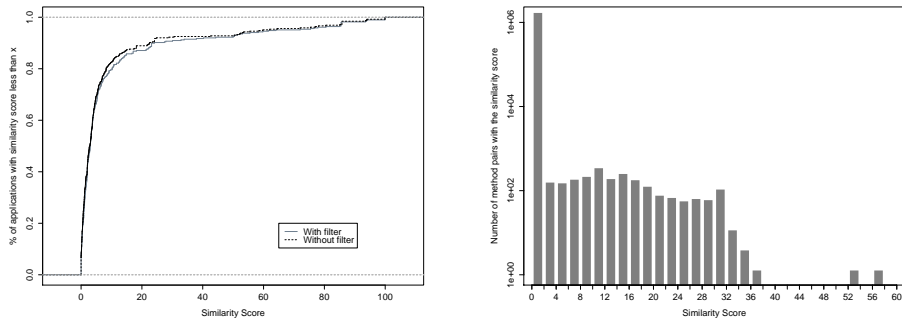 % of applications with similarity score less than x
1.0
0.8
0.6
0.4
0.2
0.0
With filter
Without filter
0 20 40 60 80 100
Similarity Score
Number of method pairs with the similarity score
1e+06
1e+04
1e+02
1e+00
0 4 8 12 16 20 24 28 32 36 40 44 48 52 56 60
Similarity Score